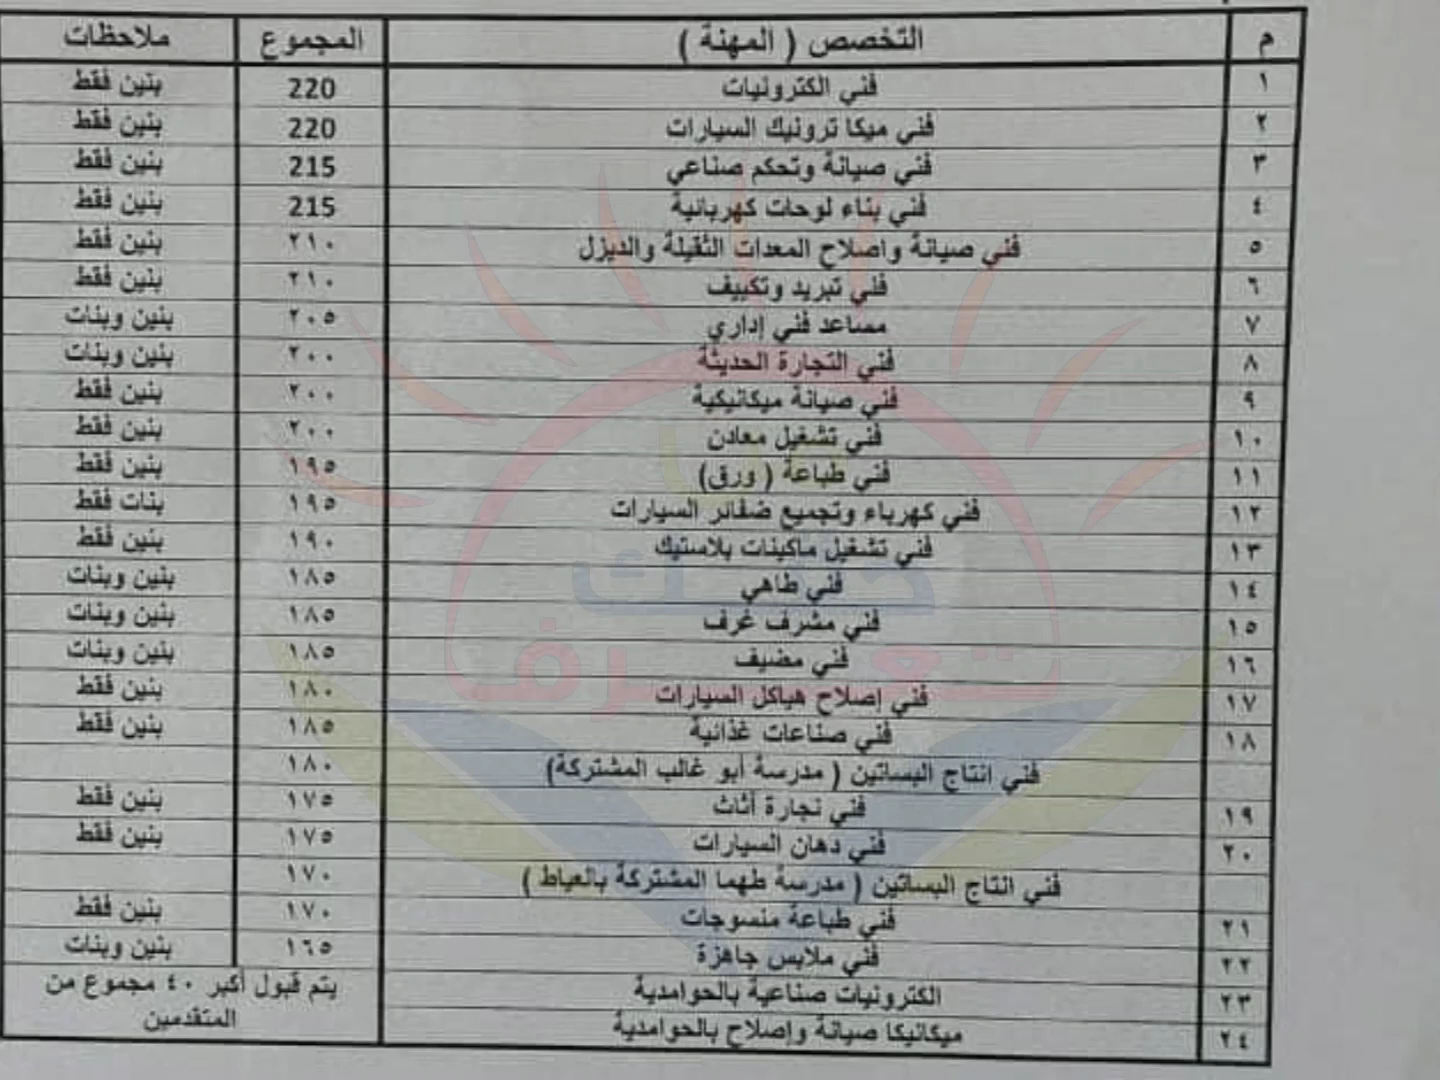 م التخصص ( المهنة ) المجموع ملاحظات
١ فني الكترونيات 220 بنين فقط
٢ فني ميكا ترونيك السيارات 220 بنين فقط
٣ فني صيانة وتحكم صناعي 215 بنين فقط
٤ فني بناء لوحات كهربائية 215 بنين فقط
٥ فني صيانة واصلاح المعدات الثقيلة والديزل ٢١٠ بنين فقط
٦ فني تبريد وتكييف ٢١٠ بنين فقط
٧ مساعد فني إداري ٢٠٥ بنين وبنات
٨ فني التجارة الحديثة ٢٠٠ بنين وبنات
٩ فني صيانة ميكانيكية ٢٠٠ بنين فقط
١٠ فني تشغيل معادن ٢٠٠ بنين فقط
١١ فني طباعة ( ورق) ١٩٥ بنين فقط
١٢ فني كهرباء وتجميع ضفائر السيارات ١٩٥ بنات فقط
١٣ فني تشغيل ماكينات بلاستيك ١٩٠ بنين فقط
١٤ فني طاهي ١٨٥ بنين وبنات
١٥ فني مشرف غرف ١٨٥ بنين وبنات
١٦ فني مضيف ١٨٥ بنين وبنات
١٧ فني إصلاح هياكل السيارات ١٨٠ بنين فقط
١٨ فني صناعات غذائية ١٨٥ بنين فقط
فني انتاج البساتين ( مدرسة أبو غالب المشتركة) ١٨٠
١٩ فني نجارة أثاث ١٧٥ بنين فقط
٢٠ فني دهان السيارات ١٧٥ بنين فقط
فني انتاج البساتين ( مدرسة طهما المشتركة بالعياط ) ١٧٠
٢١ فني طباعة منسوجات ١٧٠ بنين فقط
٢٢ فني ملابس جاهزة ١٦٥ بنين وبنات
٢٣ الكترونيات صناعية بالحوامدية يتم قبول أكبر ٤٠ مجموع من
٢٤ ميكانيكا صيانة وإصلاح بالحوامدية المتقدمين
حقك
تعرف